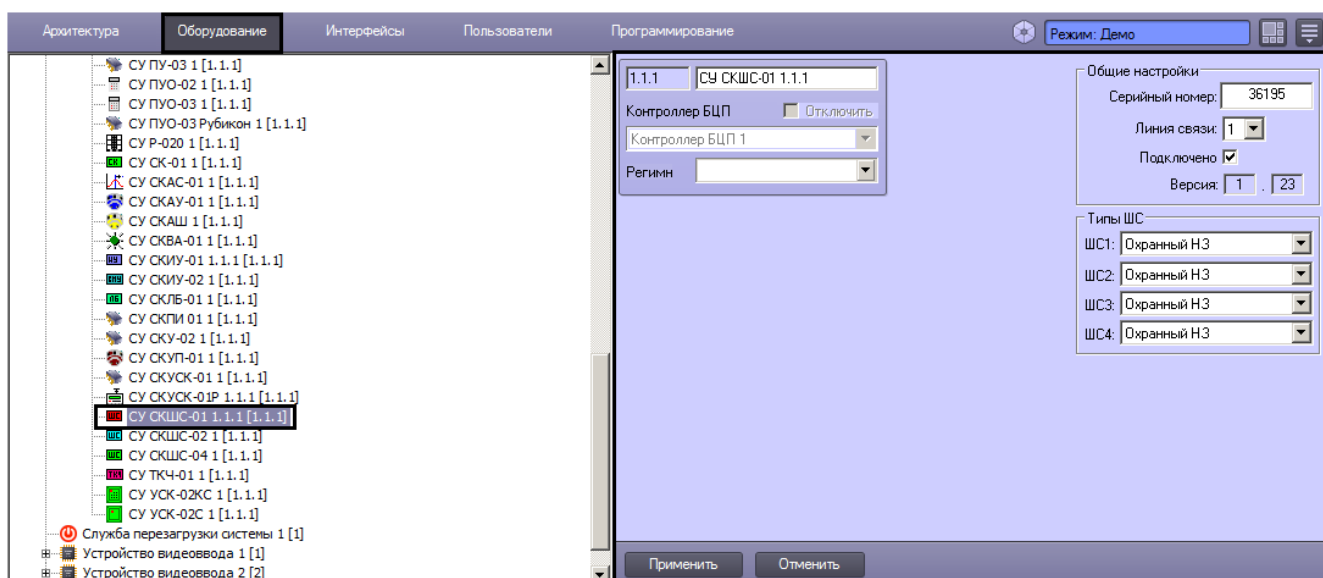 Архитектура Оборудование Интерфейсы Пользователи Программирование Режим: Демо
СУ ПУ-03 1 [1.1.1]
СУ ПУО-02 1 [1.1.1]
СУ ПУО-03 1 [1.1.1]
СУ ПУО-03 Рубикон 1 [1.1.1]
СУ Р-020 1 [1.1.1]
СУ СК-01 1 [1.1.1]
СУ СКАС-01 1 [1.1.1]
СУ СКАУ-01 1 [1.1.1]
СУ СКАШ 1 [1.1.1]
СУ СКВА-01 1 [1.1.1]
СУ СКИУ-01 1.1.1 [1.1.1]
СУ СКИУ-02 1 [1.1.1]
СУ СКЛБ-01 1 [1.1.1]
СУ СКПИ 01 1 [1.1.1]
СУ СКУ-02 1 [1.1.1]
СУ СКУП-01 1 [1.1.1]
СУ СКУСК-01 1 [1.1.1]
СУ СКУСК-01Р 1.1.1 [1.1.1]
СУ СКШС-01 1.1.1 [1.1.1]
СУ СКШС-02 1 [1.1.1]
СУ СКШС-04 1 [1.1.1]
СУ ТКЧ-01 1 [1.1.1]
СУ УСК-02КС 1 [1.1.1]
СУ УСК-02С 1 [1.1.1]
Служба перезагрузки системы 1 [1]
Устройство видеоввода 1 [1]
Устройство видеоввода 2 [2]
1.1.1 СУ СКШС-01 1.1.1
Контроллер БЦП Отключить
Контроллер БЦП 1
Регимн
Общие настройки
Серийный номер: 36195
Линия связи: 1
Подключено
Версия: 1 . 23
Типы ШС
ШС1: Охранный НЗ
ШС2: Охранный НЗ
ШС3: Охранный НЗ
ШС4: Охранный НЗ
Применить Отменить